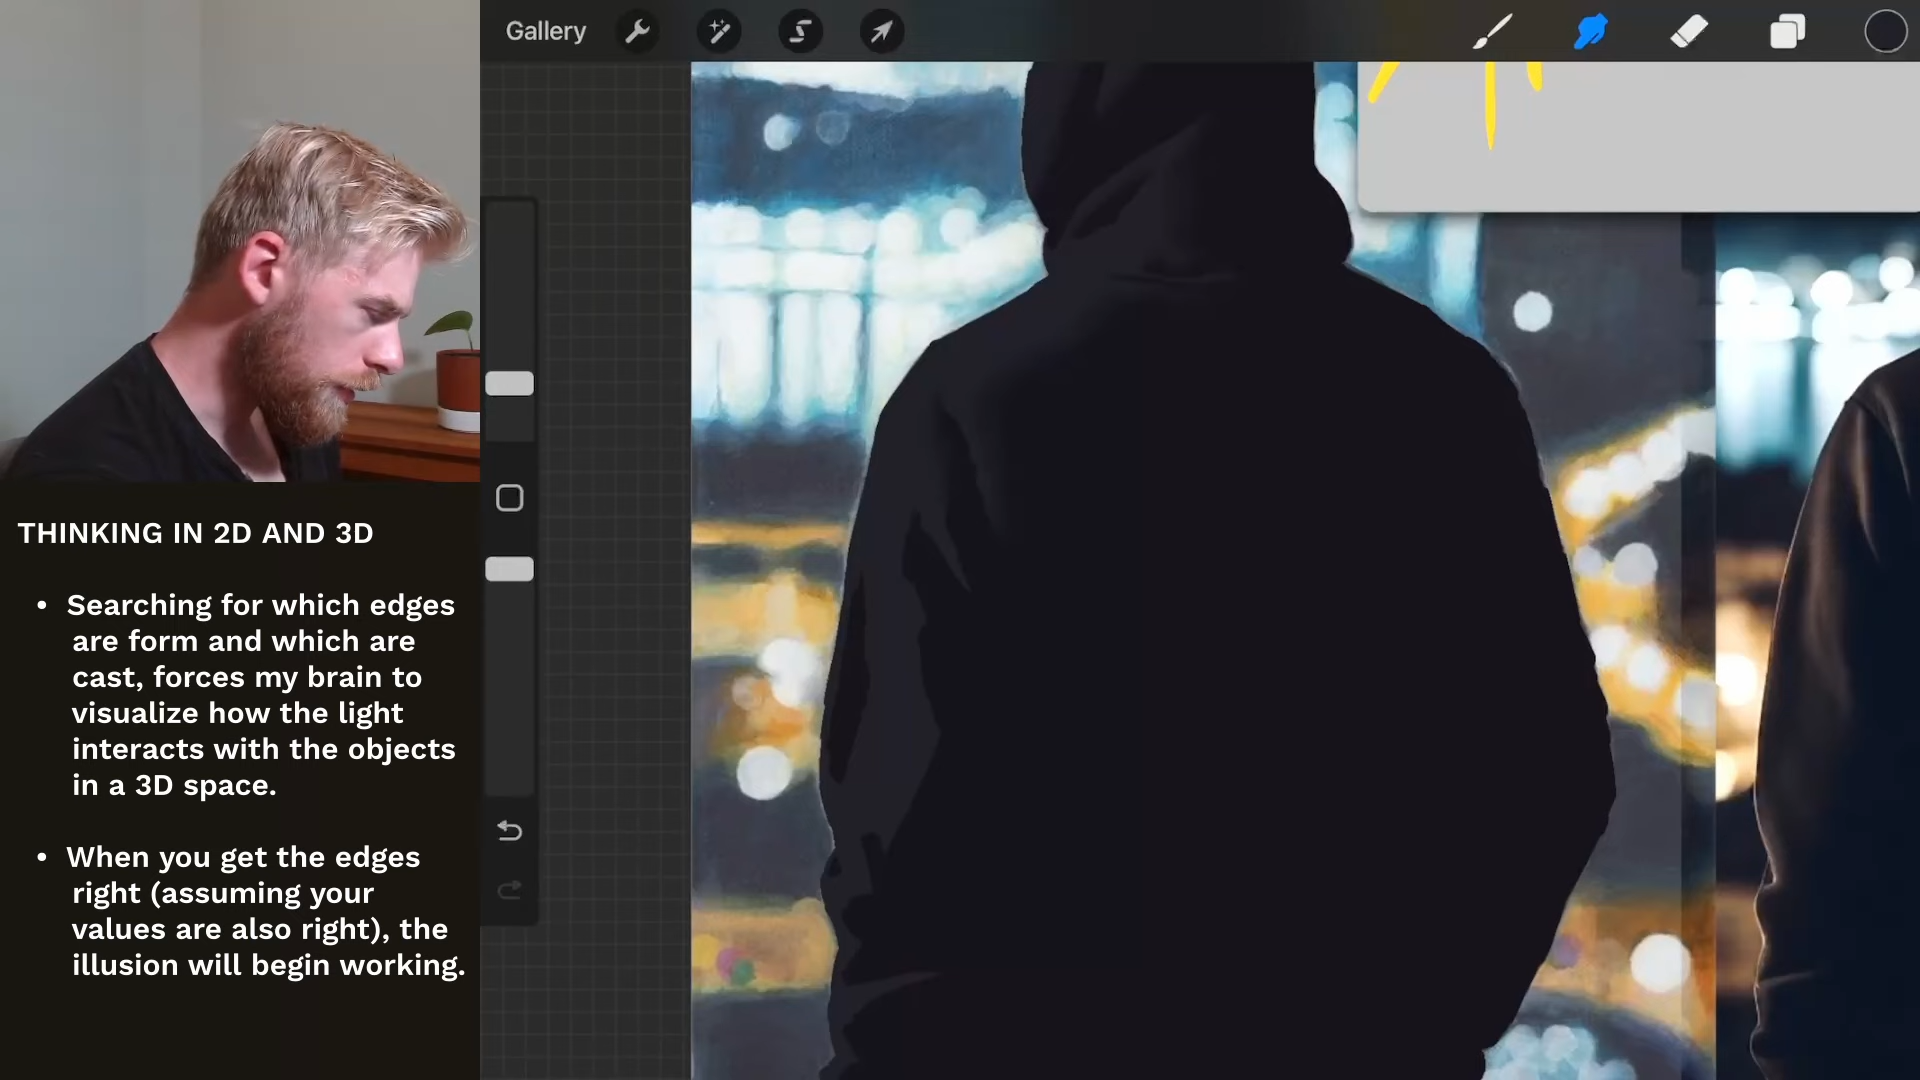 Gallery
THINKING IN 2D AND 3D
• Searching for which edges
are form and which are
cast, forces my brain to
visualize how the light
interacts with the objects
in a 3D space.
• When you get the edges
right (assuming your
values are also right), the
illusion will begin working.